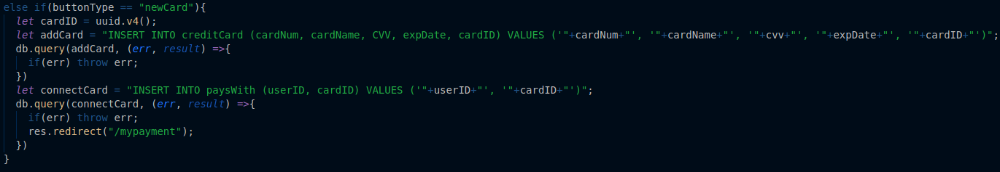 else if(buttonType == "newCard"){
let cardID = uuid.v4();
let addCard = "INSERT INTO creditCard (cardNum, cardName, CVV, expDate, cardID) VALUES ('"+cardNum+"', '"+cardName+"', '"+cvv+"', '"+expDate+"', '"+cardID+"')";
db.query(addCard, (err, result) =>{
if(err) throw err;
})
let connectCard = "INSERT INTO paysWith (userID, cardID) VALUES ('"+userID+"', '"+cardID+"')";
db.query(connectCard, (err, result) =>{
if(err) throw err;
res.redirect("/mypayment");
})
}